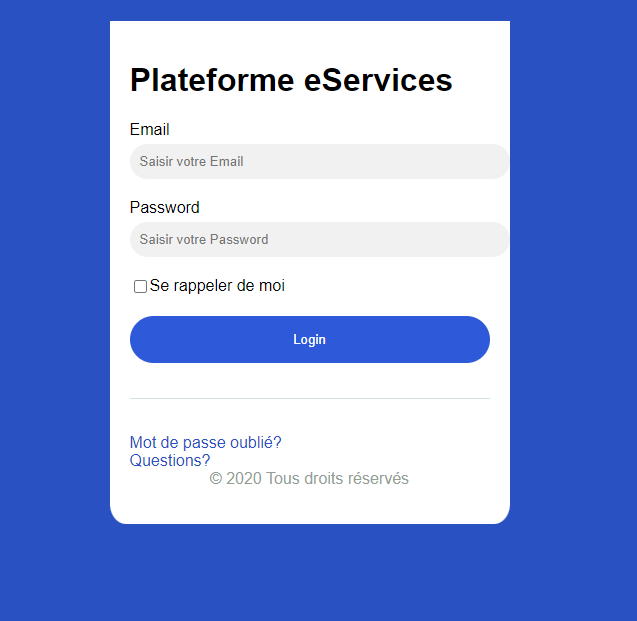 Plateforme eServices
Email
Saisir votre Email
Password
Saisir votre Password
Se rappeler de moi
Login
Mot de passe oublié?
Questions?
© 2020 Tous droits réservés